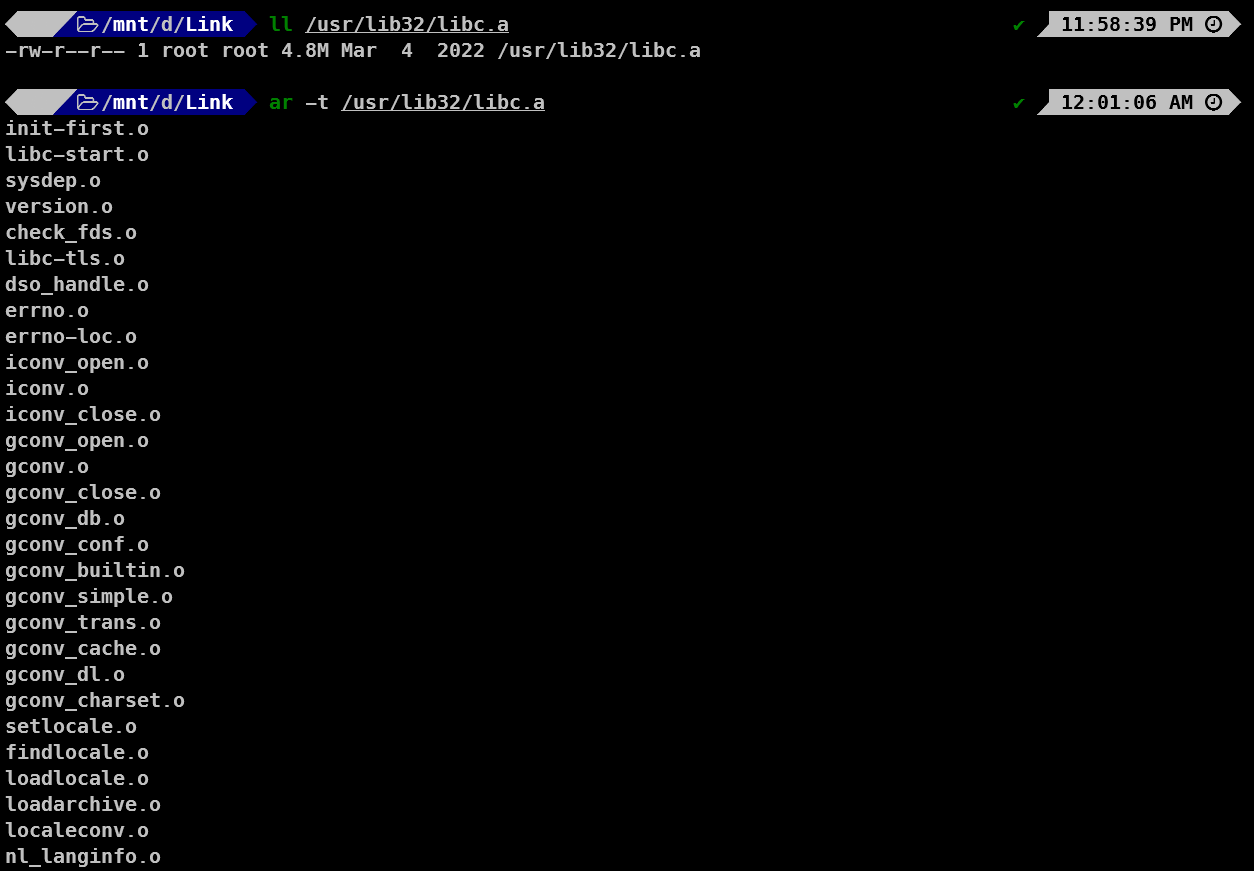 /mnt/d/Link ll /usr/lib32/libc.a ✔ 11:58:39 PM
-rw-r--r-- 1 root root 4.8M Mar  4  2022 /usr/lib32/libc.a
/mnt/d/Link ar -t /usr/lib32/libc.a ✔ 12:01:06 AM
init-first.o
libc-start.o
sysdep.o
version.o
check_fds.o
libc-tls.o
dso_handle.o
errno.o
errno-loc.o
iconv_open.o
iconv.o
iconv_close.o
gconv_open.o
gconv.o
gconv_close.o
gconv_db.o
gconv_conf.o
gconv_builtin.o
gconv_simple.o
gconv_trans.o
gconv_cache.o
gconv_dl.o
gconv_charset.o
setlocale.o
findlocale.o
loadlocale.o
loadarchive.o
localeconv.o
nl_langinfo.o